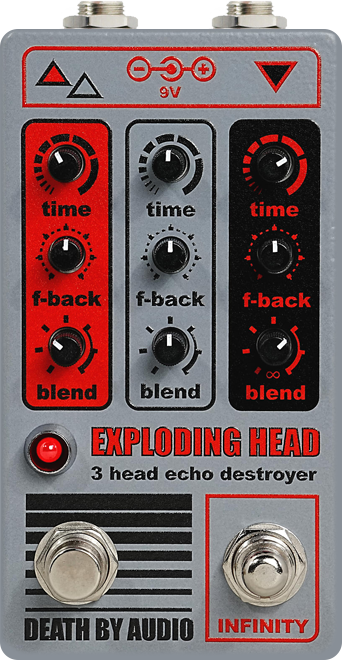 9V
time time time
f-back f-back f-back
blend blend ∞ blend
EXPLODING HEAD
3 head echo destroyer
DEATH BY AUDIO
INFINITY